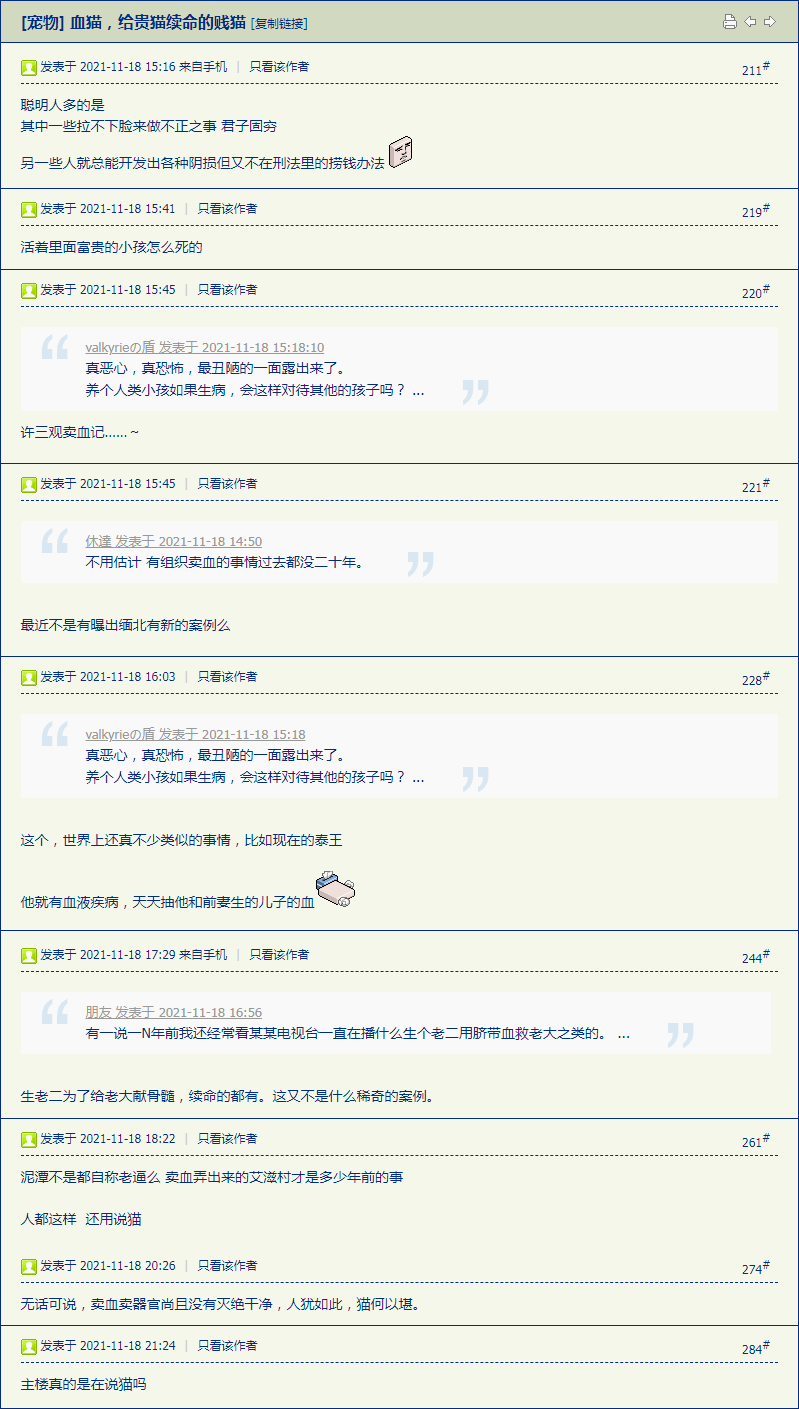 [宠物] 血猫，给贵猫续命的贱猫 [复制链接]
发表于 2021-11-18 15:16 来自手机 | 只看该作者 211#
聪明人多的是
其中一些拉不下脸来做不正之事 君子固穷
另一些人就总能开发出各种阴损但又不在刑法里的捞钱办法
发表于 2021-11-18 15:41 | 只看该作者 219#
活着里面富贵的小孩怎么死的
发表于 2021-11-18 15:45 | 只看该作者 220#
valkyrieの盾 发表于 2021-11-18 15:18:10
真恶心，真恐怖，最丑陋的一面露出来了。
养个人类小孩如果生病，会这样对待其他的孩子吗？ ...
许三观卖血记......～
发表于 2021-11-18 15:45 | 只看该作者 221#
休達 发表于 2021-11-18 14:50
不用估计 有组织卖血的事情过去都没二十年。
最近不是有曝出缅北有新的案例么
发表于 2021-11-18 16:03 | 只看该作者 228#
valkyrieの盾 发表于 2021-11-18 15:18
真恶心，真恐怖，最丑陋的一面露出来了。
养个人类小孩如果生病，会这样对待其他的孩子吗？ ...
这个，世界上还真不少类似的事情，比如现在的泰王
他就有血液疾病，天天抽他和前妻生的儿子的血
发表于 2021-11-18 17:29 来自手机 | 只看该作者 244#
朋友 发表于 2021-11-18 16:56
有一说一N年前我还经常看某某电视台一直在播什么生个老二用脐带血救老大之类的。 ...
生老二为了给老大献骨髓，续命的都有。这又不是什么稀奇的案例。
发表于 2021-11-18 18:22 | 只看该作者 261#
泥潭不是都自称老逼么 卖血弄出来的艾滋村才是多少年前的事
人都这样 还用说猫
发表于 2021-11-18 20:26 | 只看该作者 274#
无话可说，卖血卖器官尚且没有灭绝干净，人犹如此，猫何以堪。
发表于 2021-11-18 21:24 | 只看该作者 284#
主楼真的是在说猫吗